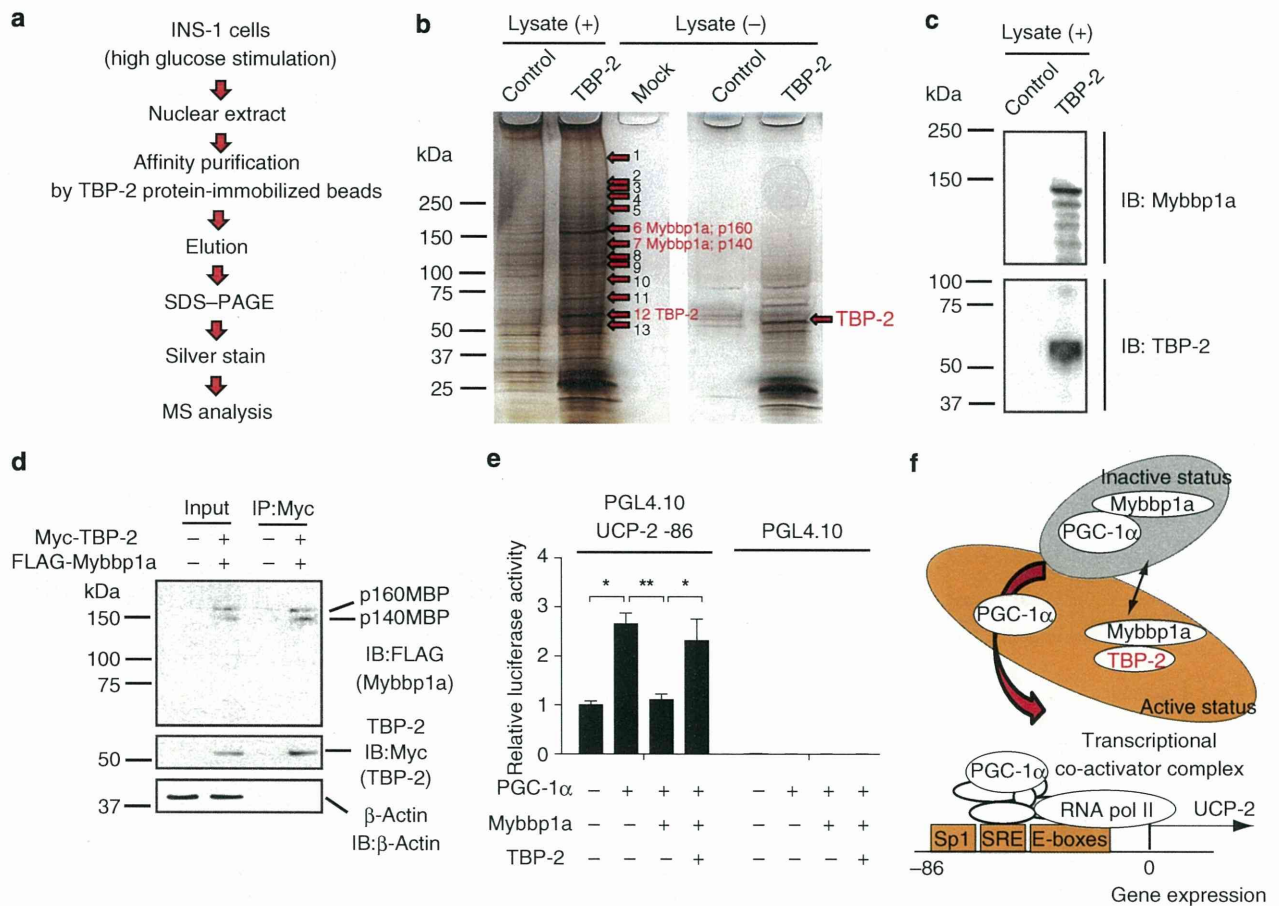 a
INS-1 cells
(high glucose stimulation)
Nuclear extract
Affinity purification
by TBP-2 protein-immobilized beads
Elution
SDS–PAGE
Silver stain
MS analysis
b
Lysate (+) Lysate (–)
Control TBP-2 Mock Control TBP-2
kDa
250
150
100
75
50
37
25
1
2
3
4
5
6 Mybbp1a; p160
7 Mybbp1a; p140
8
9
10
11
12 TBP-2
13
TBP-2
c
Lysate (+)
Control TBP-2
kDa
250
150
IB: Mybbp1a
100
75
50
37
IB: TBP-2
d
Input IP:Myc
Myc-TBP-2 – + – +
FLAG-Mybbp1a – + – +
kDa
150
100
75
50
37
p160MBP
p140MBP
IB:FLAG
(Mybbp1a)
TBP-2
IB:Myc
(TBP-2)
β-Actin
IB:β-Actin
e
PGL4.10
UCP-2 -86 PGL4.10
Relative luciferase activity
4
3
2
1
0
* ** *
PGC-1α – + + + – + + +
Mybbp1a – – + + – – + +
TBP-2 – – – + – – – +
f
Inactive status
Mybbp1a
PGC-1α
PGC-1α
Mybbp1a
TBP-2
Active status
Transcriptional
co-activator complex
PGC-1α
RNA pol II
UCP-2
Sp1 SRE E-boxes
–86 0
Gene expression